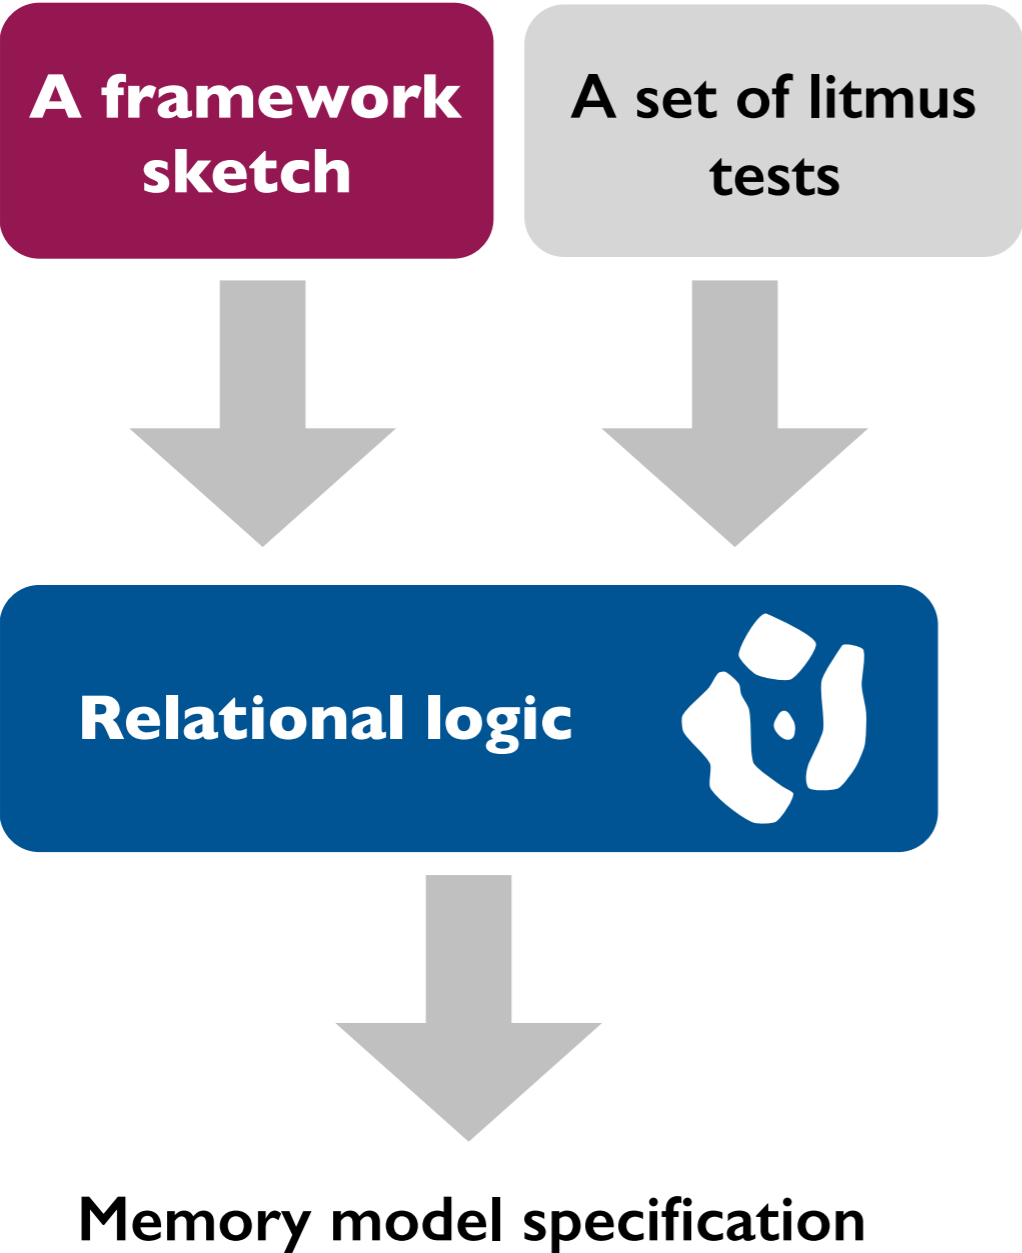 A framework
sketch
A set of litmus
tests
Relational logic
Memory model specification